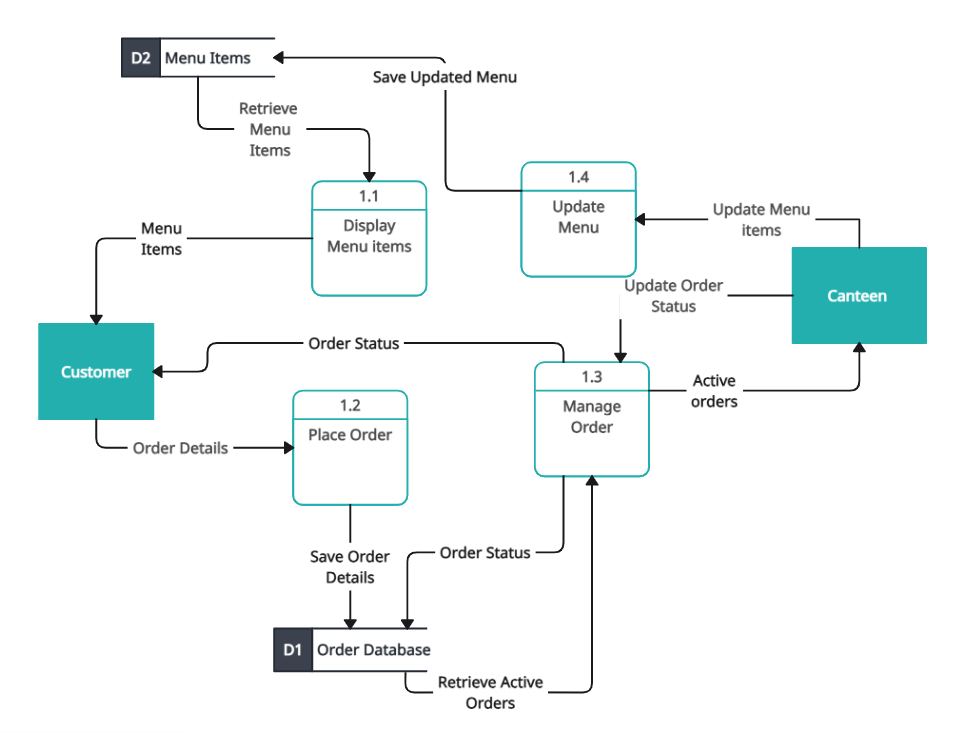 D2 Menu Items
Save Updated Menu
Retrieve
Menu
Items
1.1
Display
Menu items
1.4
Update
Menu
Update Menu
items
Menu
Items
Update Order
Status
Canteen
Order Status
Customer
1.3
Manage
Order
Active
orders
1.2
Place Order
Order Details
Save Order
Details
Order Status
D1 Order Database
Retrieve Active
Orders